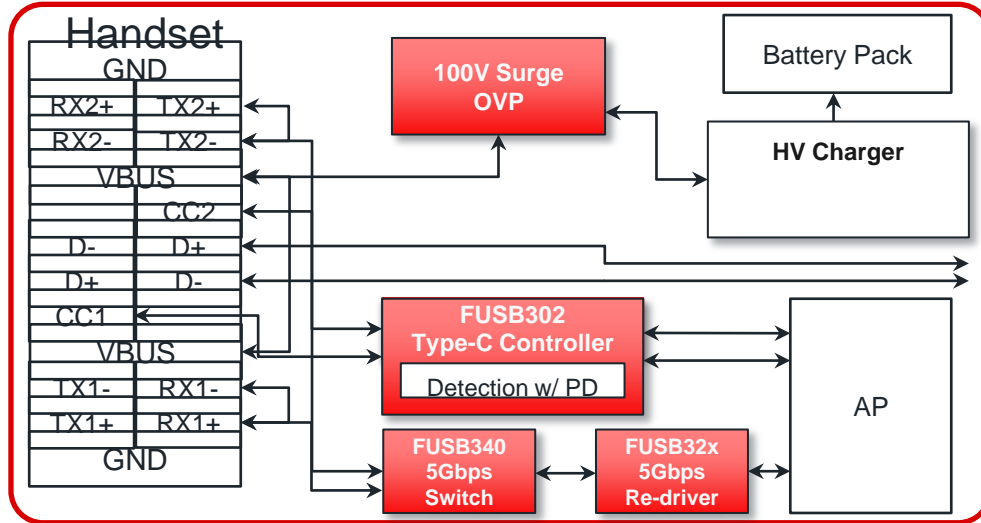 Handset
GND
RX2+ TX2+
RX2- TX2-
VBUS
CC2
D- D+
D+ D-
CC1
VBUS
TX1- RX1-
TX1+ RX1+
GND
100V Surge
OVP
Battery Pack
HV Charger
FUSB302
Type-C Controller
Detection w/ PD
AP
FUSB340
5Gbps
Switch
FUSB32x
5Gbps
Re-driver